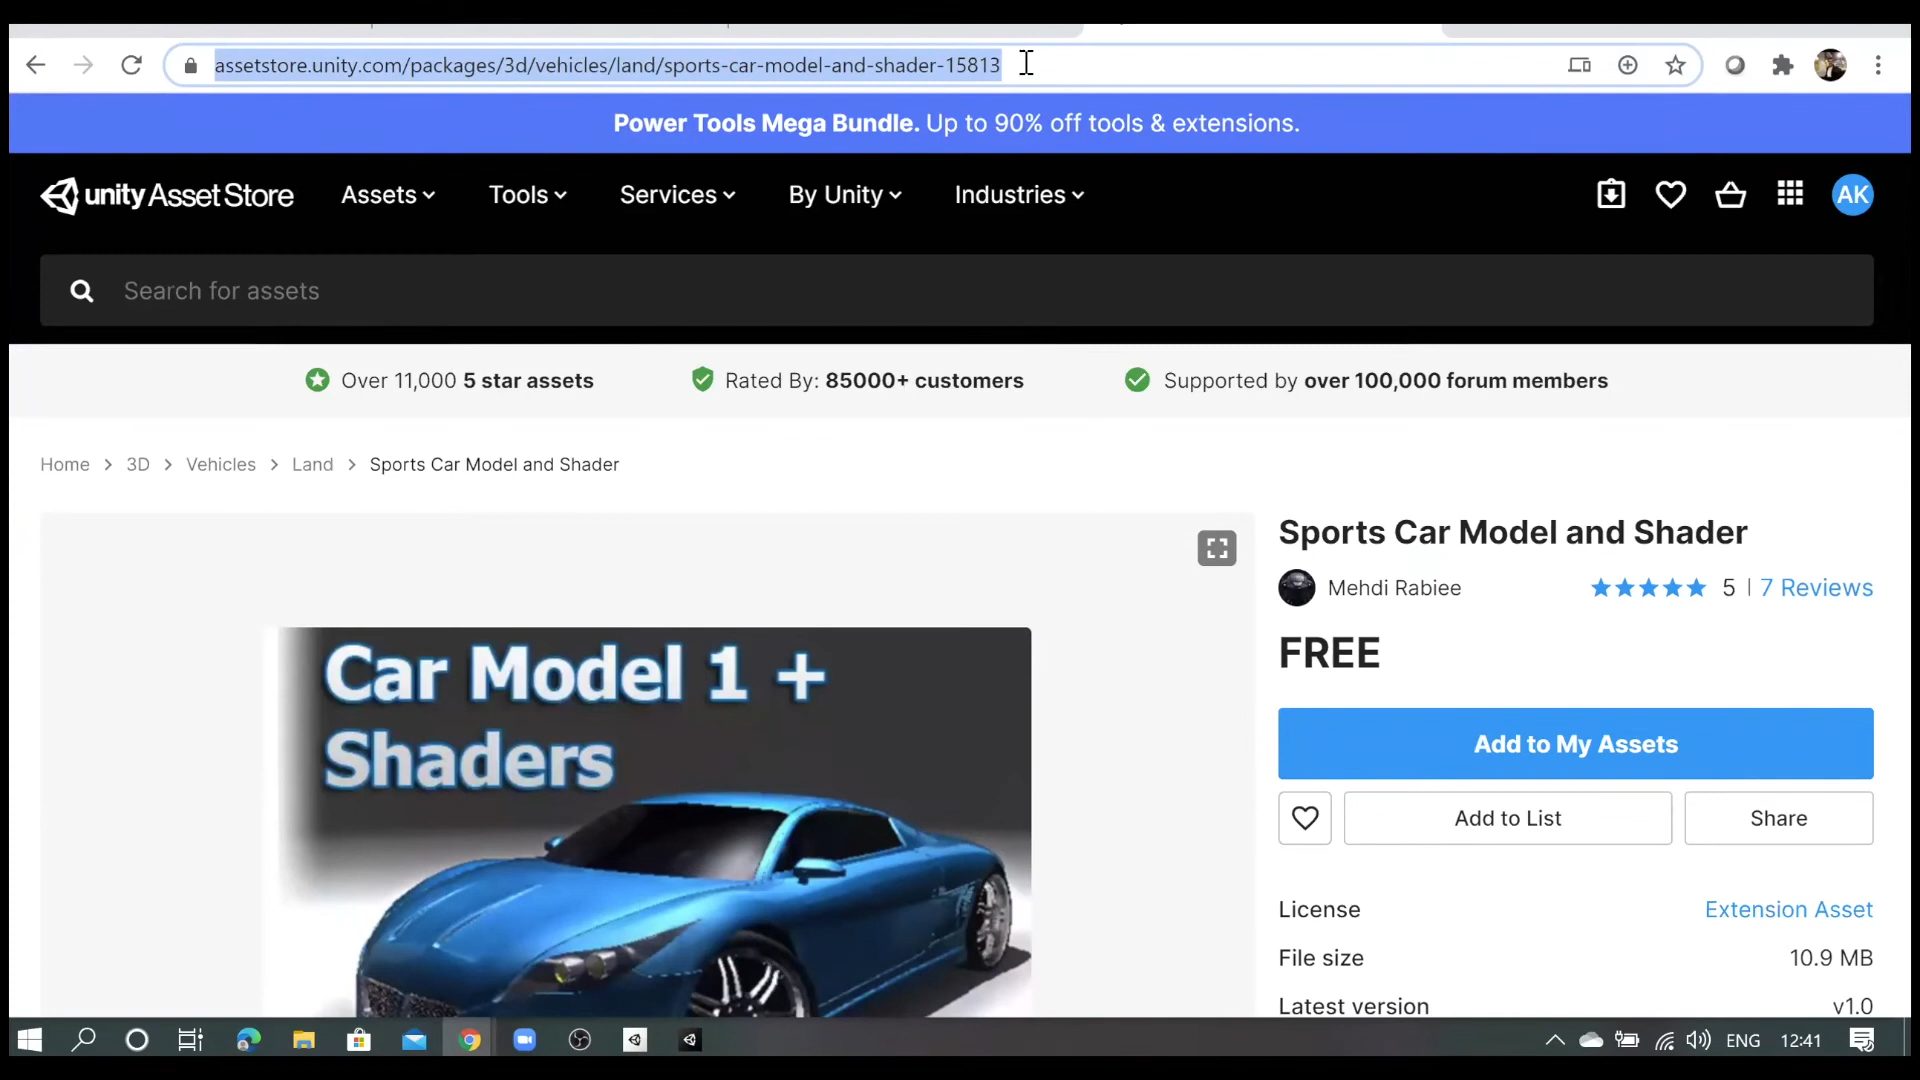 assetstore.unity.com/packages/3d/vehicles/land/sports-car-model-and-shader-15813
Power Tools Mega Bundle. Up to 90% off tools & extensions.
unity Asset Store Assets Tools Services By Unity Industries AK
Search for assets
Over 11,000 5 star assets Rated By: 85000+ customers Supported by over 100,000 forum members
Home > 3D > Vehicles > Land > Sports Car Model and Shader
Sports Car Model and Shader
Mehdi Rabiee 5 | 7 Reviews
FREE
Car Model 1 +
Shaders
Add to My Assets
Add to List Share
License Extension Asset
File size 10.9 MB
Latest version v1.0
ENG 12:41